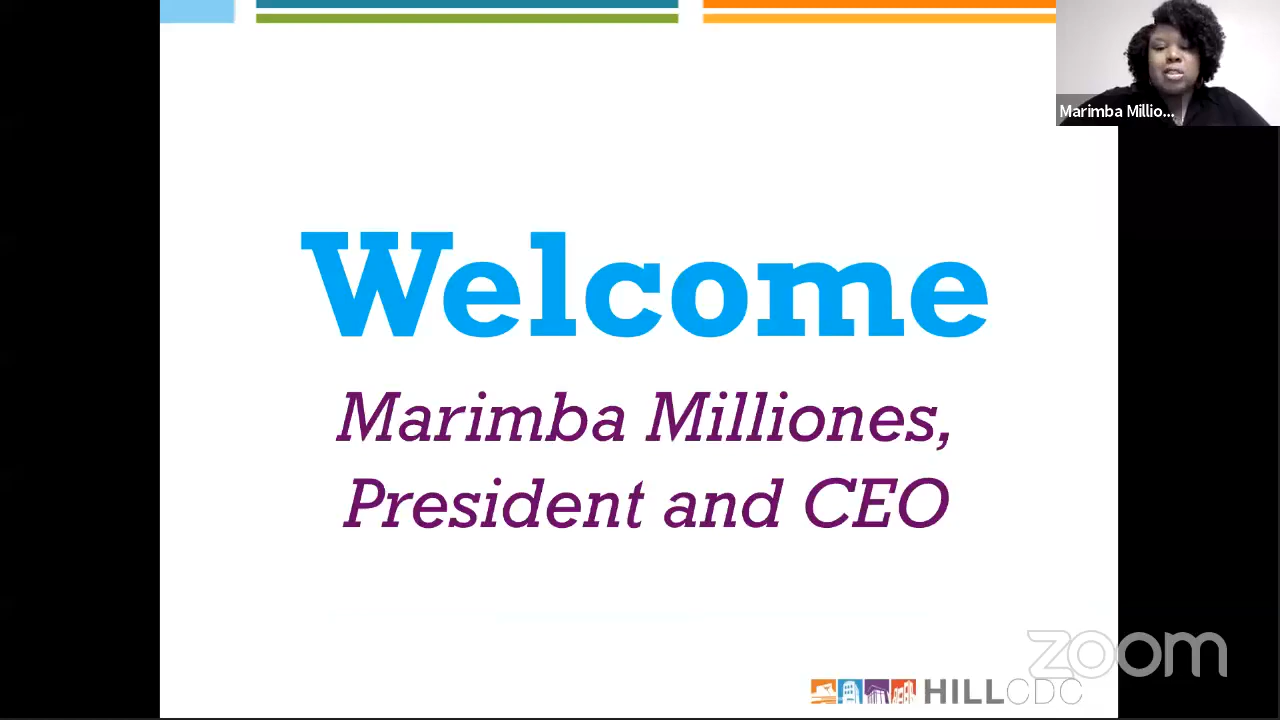 Marimba Millio...
Welcome
Marimba Milliones,
President and CEO
zoom
HILLCDC